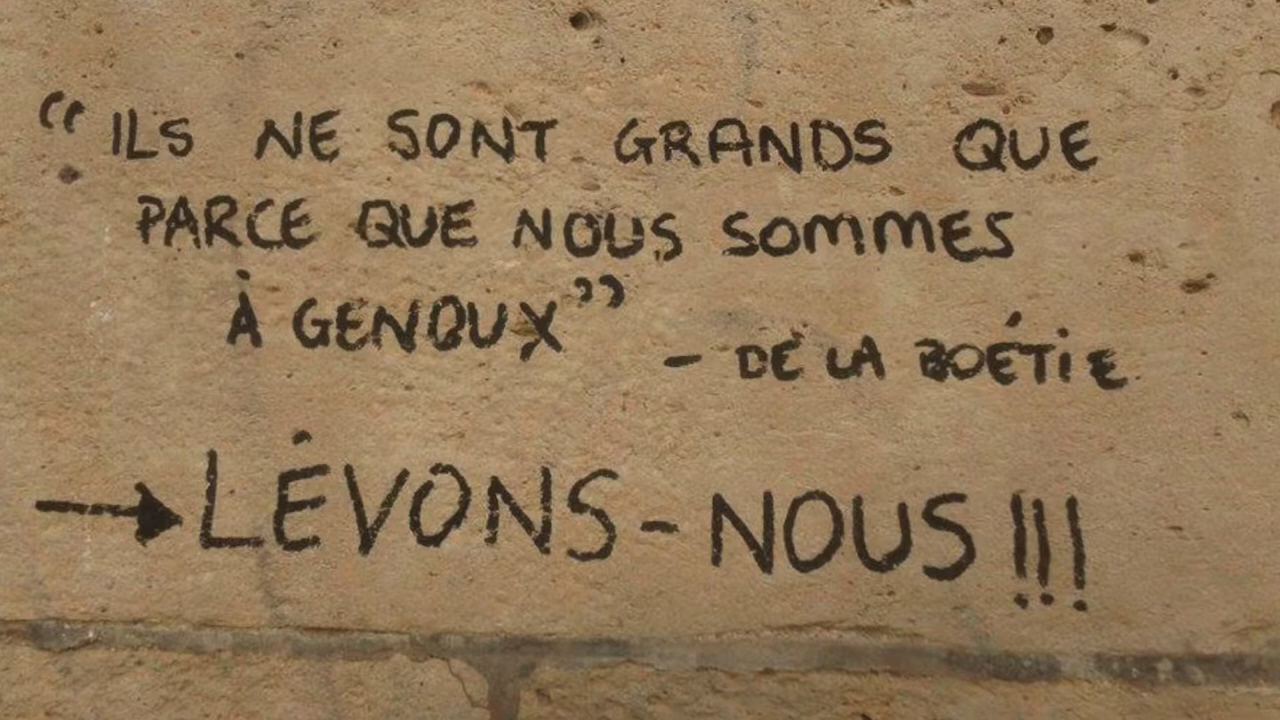 “ ILS NE SONT GRANDS QUE
PARCE QUE NOUS SOMMES
À GENOUX”
- DE LA BOÉTIE
→ LÉVONS-NOUS !!!